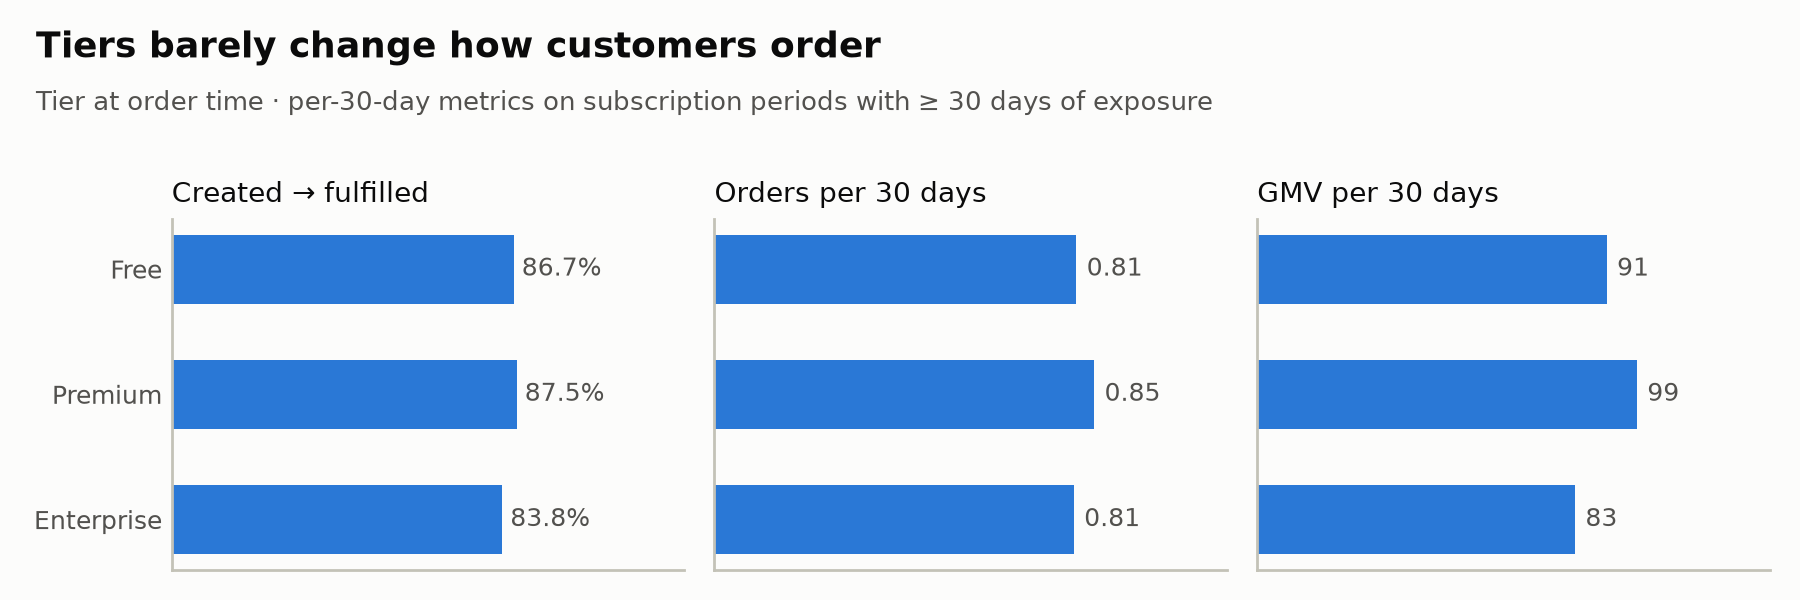 Tiers barely change how customers order
Tier at order time · per-30-day metrics on subscription periods with ≥ 30 days of exposure
Created → fulfilled
Free
86.7%
Premium
87.5%
Enterprise
83.8%
Orders per 30 days
0.81
0.85
0.81
GMV per 30 days
91
99
83